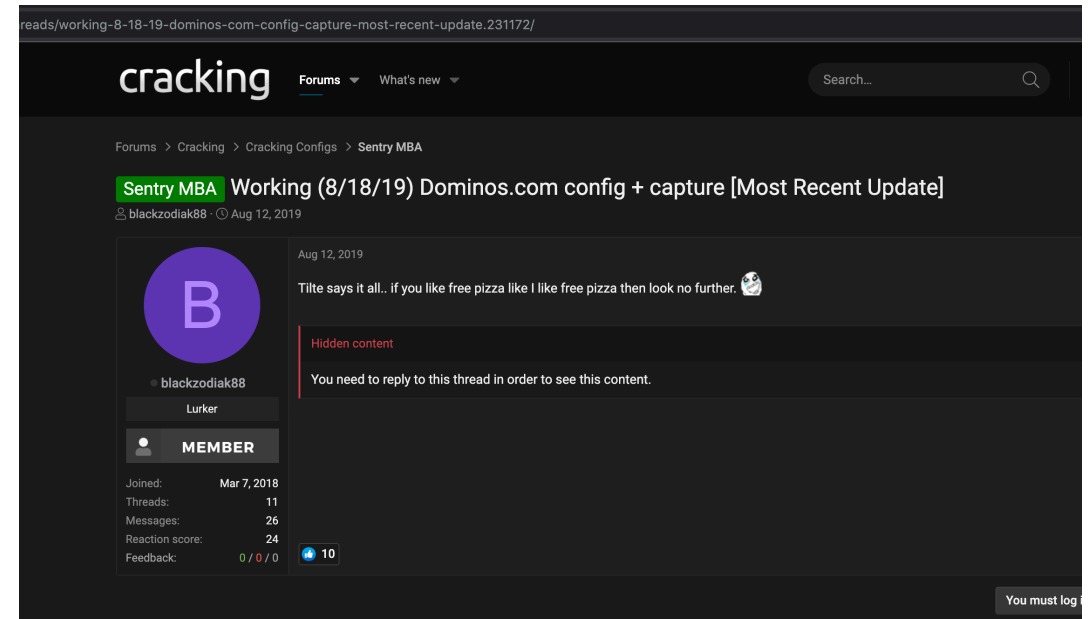 reads/working-8-18-19-dominos-com-config-capture-most-recent-update.231172/
cracking Forums What's new Search...
Forums > Cracking > Cracking Configs > Sentry MBA
Sentry MBA Working (8/18/19) Dominos.com config + capture [Most Recent Update]
blackzodiak88 · Aug 12, 2019
B
blackzodiak88
Lurker
MEMBER
Joined: Mar 7, 2018
Threads: 11
Messages: 26
Reaction score: 24
Feedback: 0 / 0 / 0
Aug 12, 2019
Tilte says it all.. if you like free pizza like I like free pizza then look no further.
Hidden content
You need to reply to this thread in order to see this content.
10
You must log i